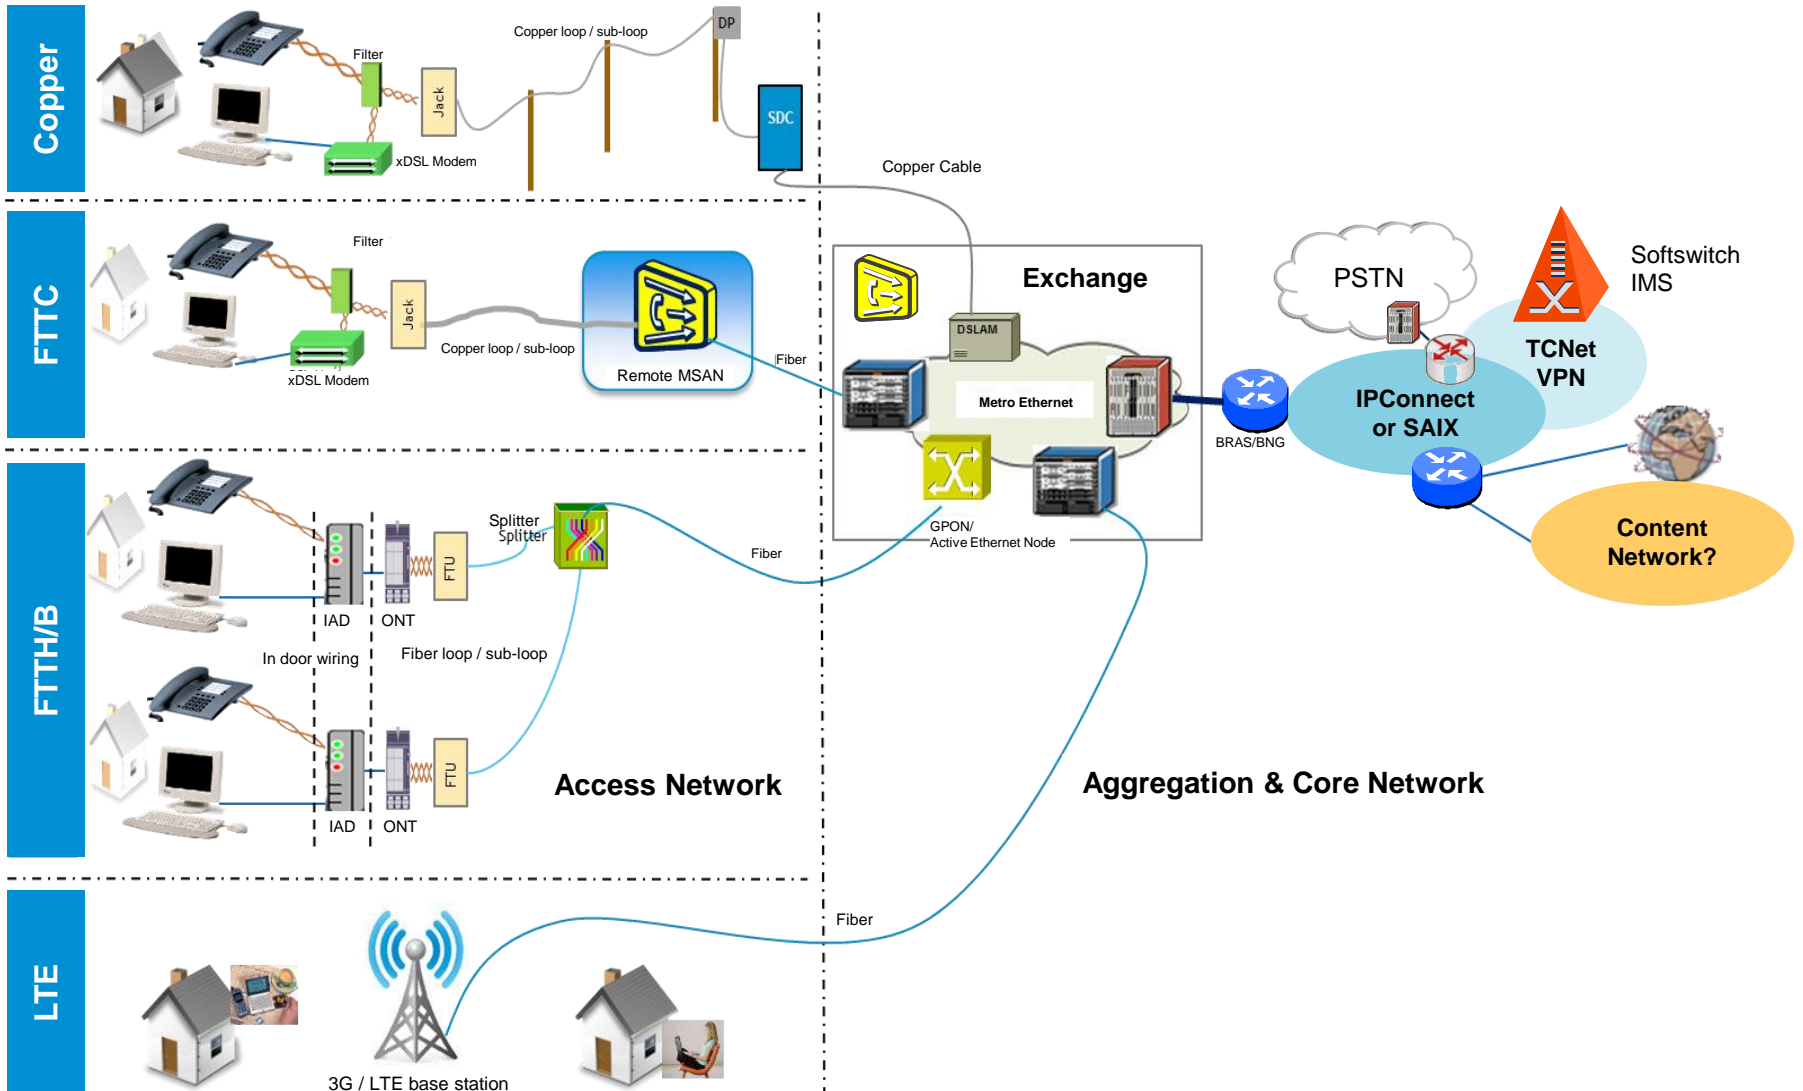 Copper
Filter
Jack
xDSL Modem
Copper loop / sub-loop
DP
SDC
Copper Cable
FTTC
Filter
Jack
xDSL Modem
Copper loop / sub-loop
Remote MSAN
Fiber
Exchange
DSLAM
Metro Ethernet
GPON/
Active Ethernet Node
BRAS/BNG
PSTN
Softswitch
IMS
TCNet
VPN
IPConnect
or SAIX
Content
Network?
FTTH/B
IAD
ONT
FTU
Splitter
Splitter
Fiber
In door wiring
Fiber loop / sub-loop
IAD
ONT
FTU
Access Network
Aggregation & Core Network
LTE
Fiber
3G / LTE base station